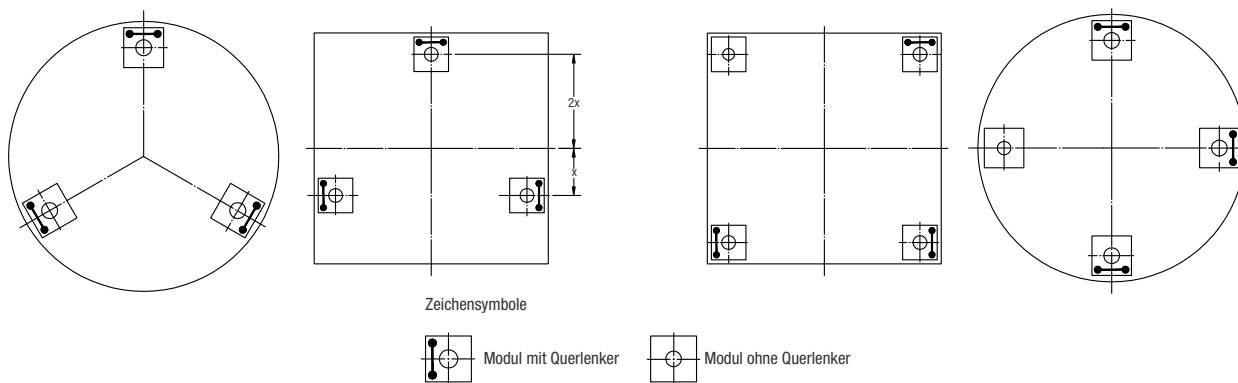 2x
x
Zeichensymbole
Modul mit Querlenker
Modul ohne Querlenker